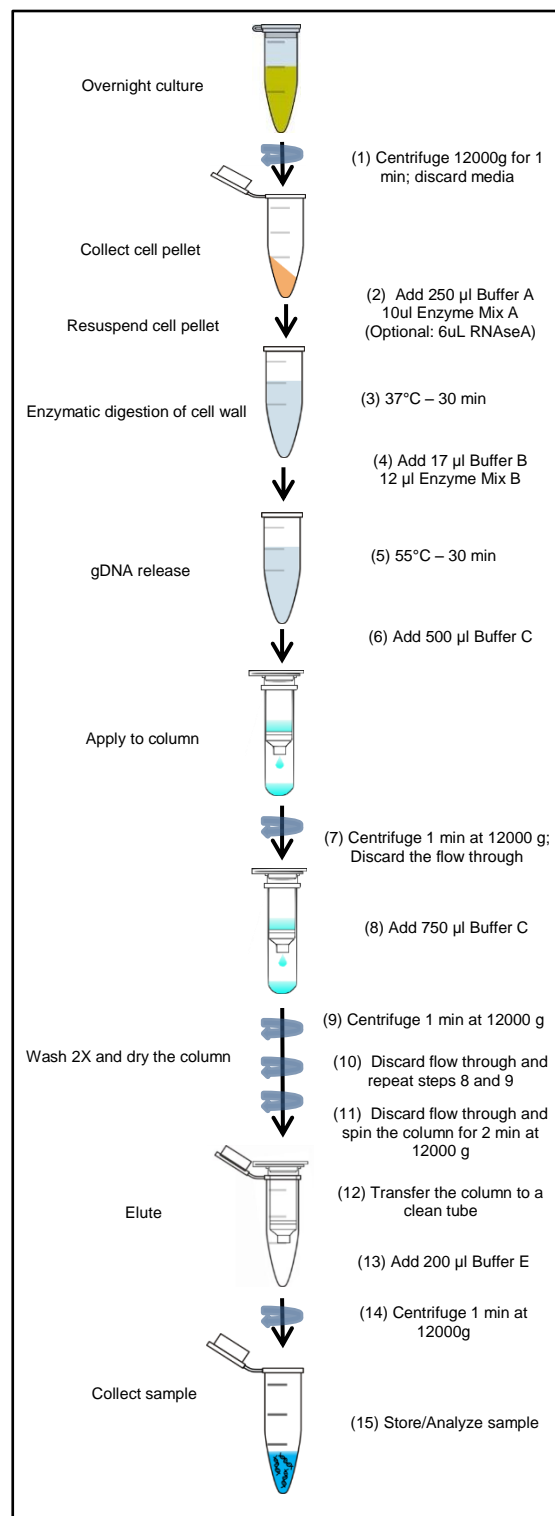 Overnight culture
(1) Centrifuge 12000g for 1
min; discard media
Collect cell pellet
(2) Add 250 µl Buffer A
10ul Enzyme Mix A
(Optional: 6uL RNAseA)
Resuspend cell pellet
(3) 37°C – 30 min
Enzymatic digestion of cell wall
(4) Add 17 µl Buffer B
12 µl Enzyme Mix B
(5) 55°C – 30 min
gDNA release
(6) Add 500 µl Buffer C
Apply to column
(7) Centrifuge 1 min at 12000 g;
Discard the flow through
(8) Add 750 µl Buffer C
(9) Centrifuge 1 min at 12000 g
Wash 2X and dry the column
(10) Discard flow through and
repeat steps 8 and 9
(11) Discard flow through and
spin the column for 2 min at
12000 g
(12) Transfer the column to a
clean tube
Elute
(13) Add 200 µl Buffer E
(14) Centrifuge 1 min at
12000g
Collect sample
(15) Store/Analyze sample